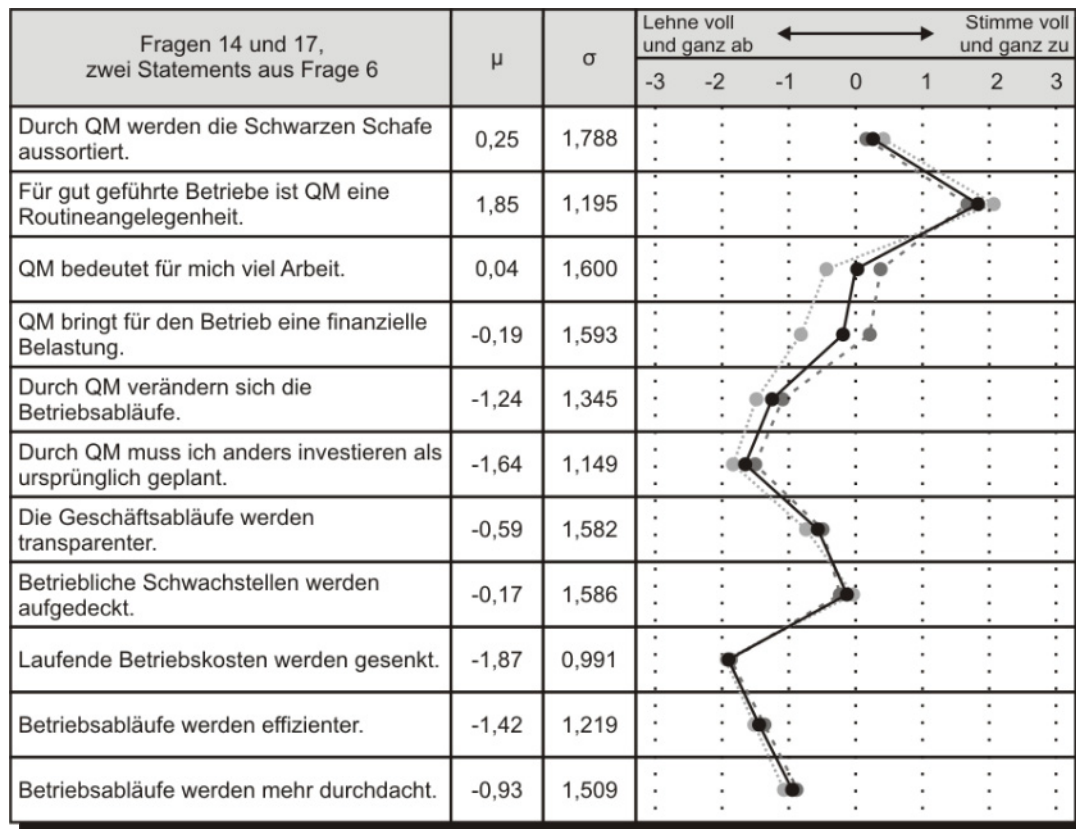 Fragen 14 und 17,
zwei Statements aus Frage 6
µ
σ
Lehne voll
und ganz ab
Stimme voll
und ganz zu
-3 -2 -1 0 1 2 3
Durch QM werden die Schwarzen Schafe
aussortiert.
0,25 1,788
Für gut geführte Betriebe ist QM eine
Routineangelegenheit.
1,85 1,195
QM bedeutet für mich viel Arbeit. 0,04 1,600
QM bringt für den Betrieb eine finanzielle
Belastung.
-0,19 1,593
Durch QM verändern sich die
Betriebsabläufe.
-1,24 1,345
Durch QM muss ich anders investieren als
ursprünglich geplant.
-1,64 1,149
Die Geschäftsabläufe werden
transparenter.
-0,59 1,582
Betriebliche Schwachstellen werden
aufgedeckt.
-0,17 1,586
Laufende Betriebskosten werden gesenkt. -1,87 0,991
Betriebsabläufe werden effizienter. -1,42 1,219
Betriebsabläufe werden mehr durchdacht. -0,93 1,509